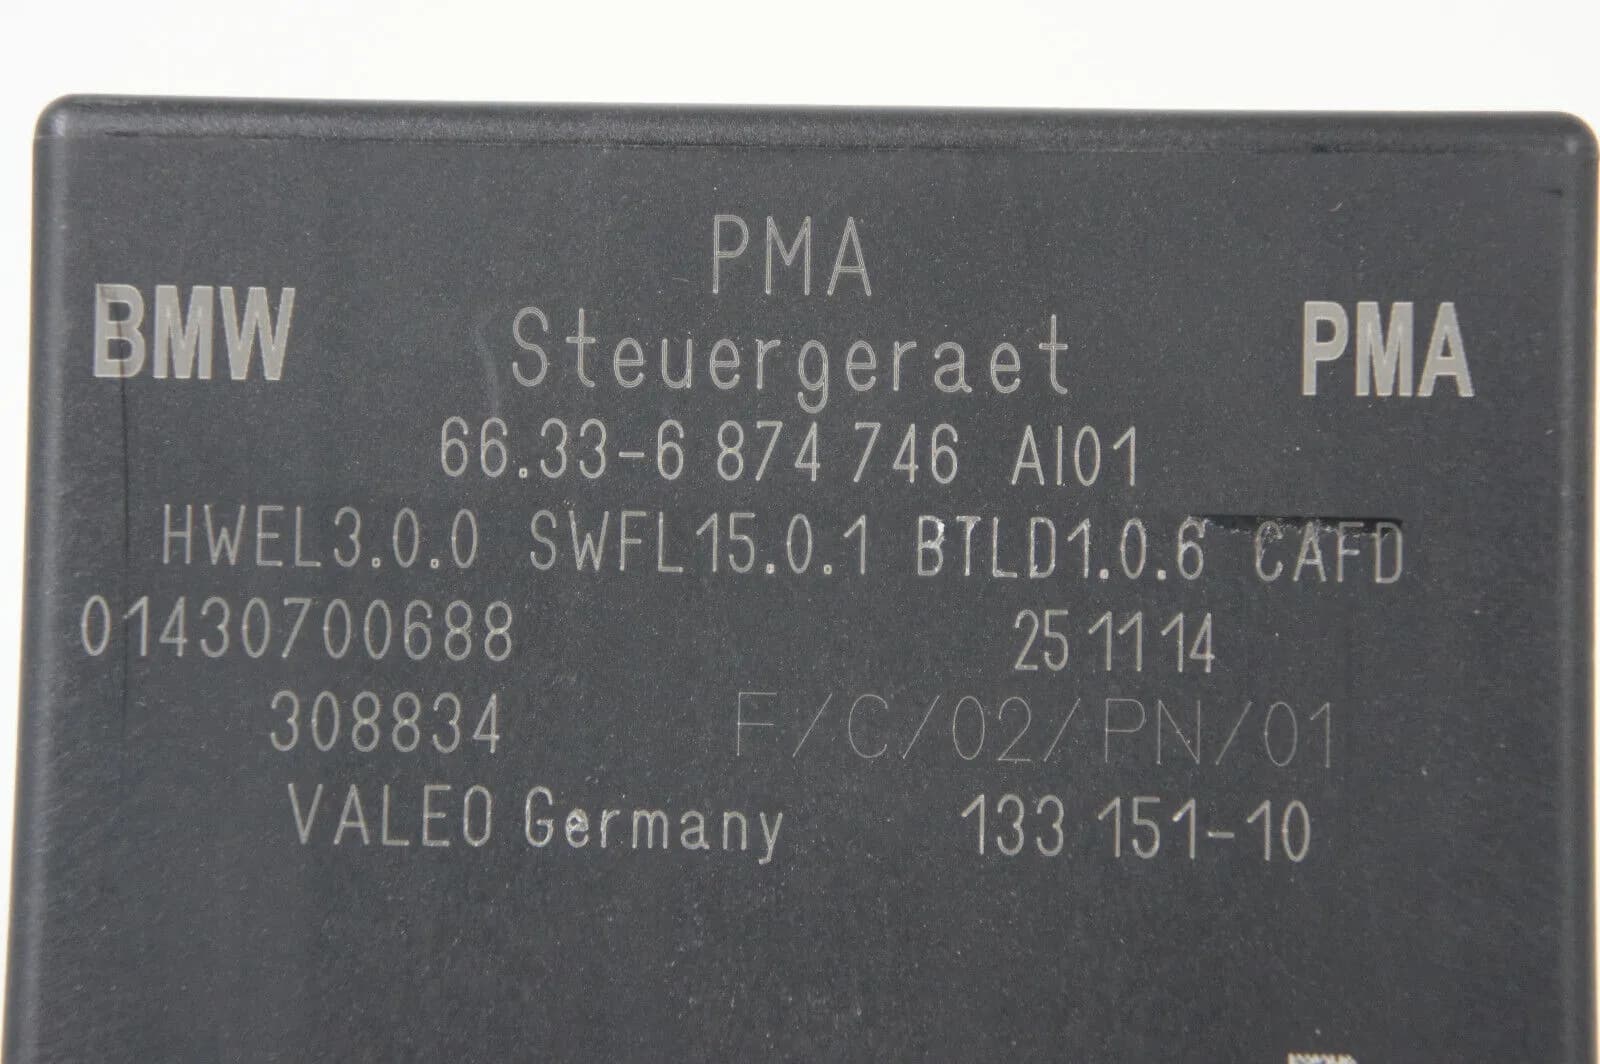 PMA
BMW Steuergeraet PMA
66.33-6 874 746 AI01
HWEL3.0.0 SWFL15.0.1 BTLD1.0.6 CAFD
01430700688 25 11 14
308834 F/C/02/PN/01
VALEO Germany 133 151-10